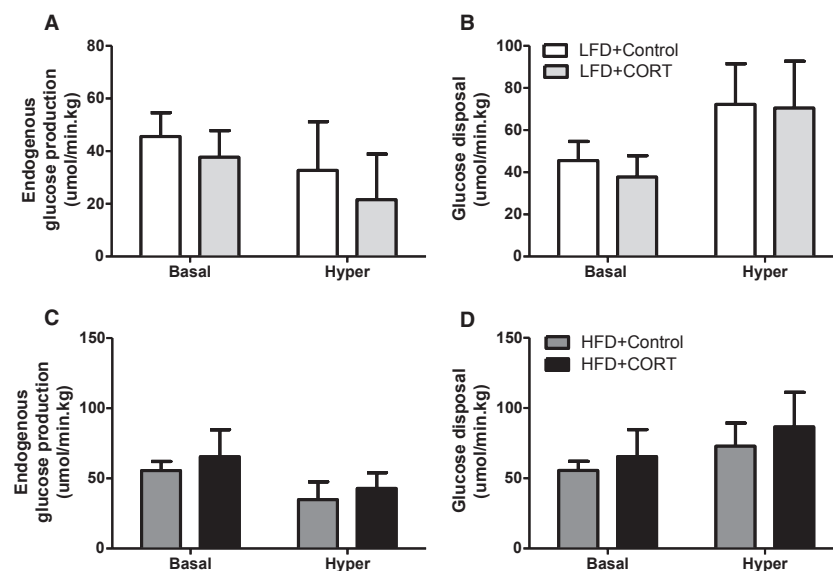 A
Endogenous
glucose production
(umol/min.kg)
80
60
40
20
0
Basal
Hyper
B
LFD+Control
LFD+CORT
Glucose disposal
(umol/min.kg)
100
80
60
40
20
0
Basal
Hyper
C
Endogenous
glucose production
(umol/min.kg)
150
100
50
0
Basal
Hyper
D
HFD+Control
HFD+CORT
Glucose disposal
(umol/min.kg)
150
100
50
0
Basal
Hyper